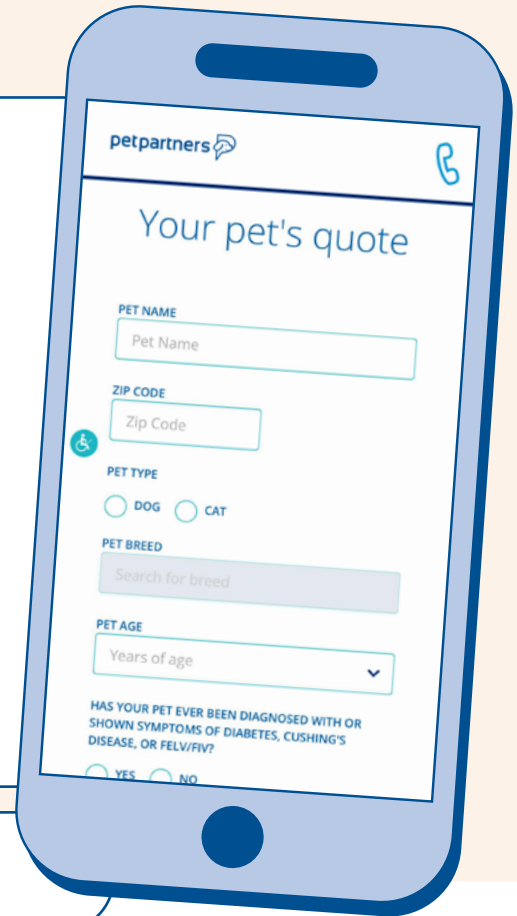 petpartners
Your pet's quote
PET NAME
Pet Name
ZIP CODE
Zip Code
PET TYPE
DOG CAT
PET BREED
Search for breed
PET AGE
Years of age
HAS YOUR PET EVER BEEN DIAGNOSED WITH OR
SHOWN SYMPTOMS OF DIABETES, CUSHING'S
DISEASE, OR FELV/FIV?
YES NO